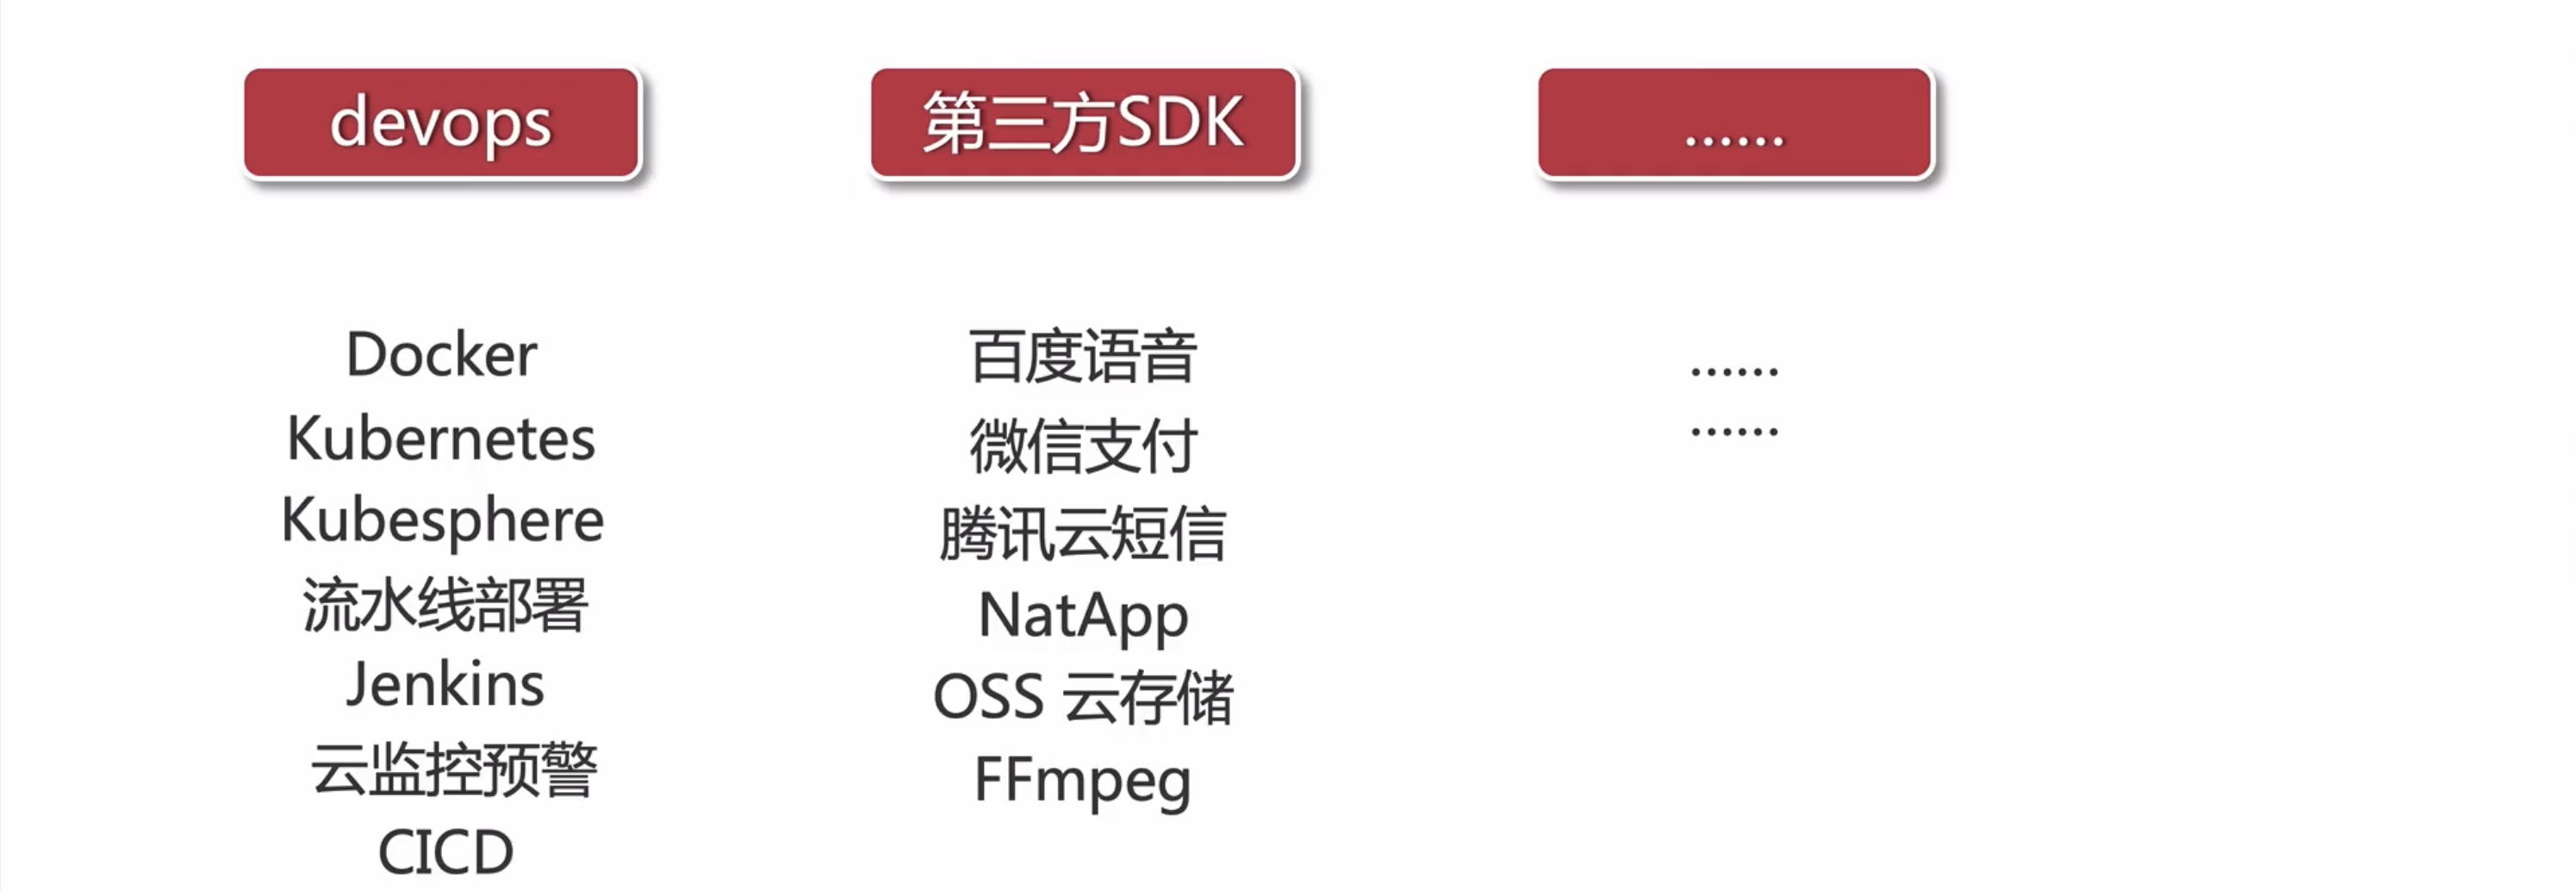 devops
第三方SDK
......
Docker
Kubernetes
Kubesphere
流水线部署
Jenkins
云监控预警
CICD
百度语音
微信支付
腾讯云短信
NatApp
OSS 云存储
FFmpeg
......
......